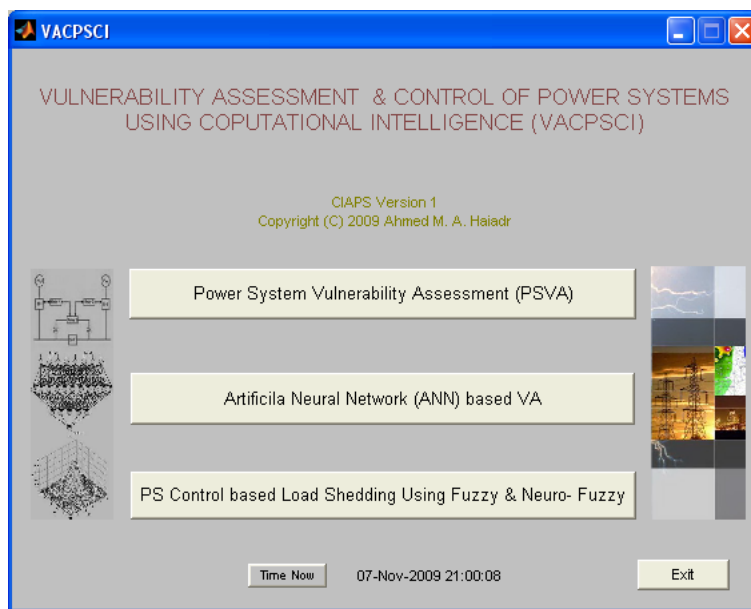 VACPSCI
VULNERABILITY ASSESSMENT & CONTROL OF POWER SYSTEMS
USING COPUTATIONAL INTELLIGENCE (VACPSCI)
CIAPS Version 1
Copyright (C) 2009 Ahmed M. A. Haiadr
Power System Vulnerability Assessment (PSVA)
Artificila Neural Network (ANN) based VA
PS Control based Load Shedding Using Fuzzy & Neuro- Fuzzy
Time Now
07-Nov-2009 21:00:08
Exit